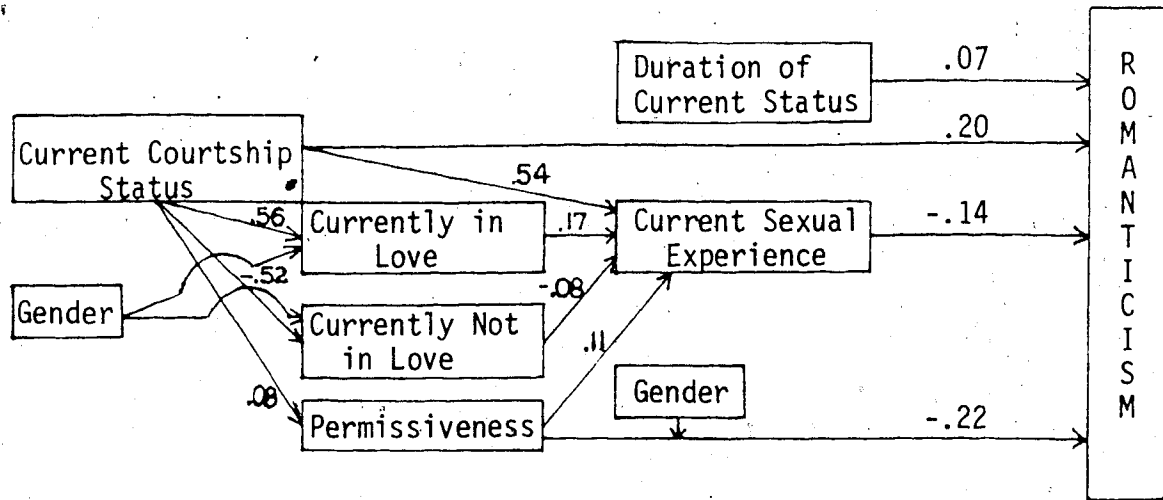 Duration of
Current Status
.07
.20
Current Courtship
Status
.54
.56
Currently in
Love
.17
Current Sexual
Experience
-.14
-.52
Gender
Currently Not
in Love
-.08
.11
.08
Permissiveness
Gender
-.22
ROMANTICISM